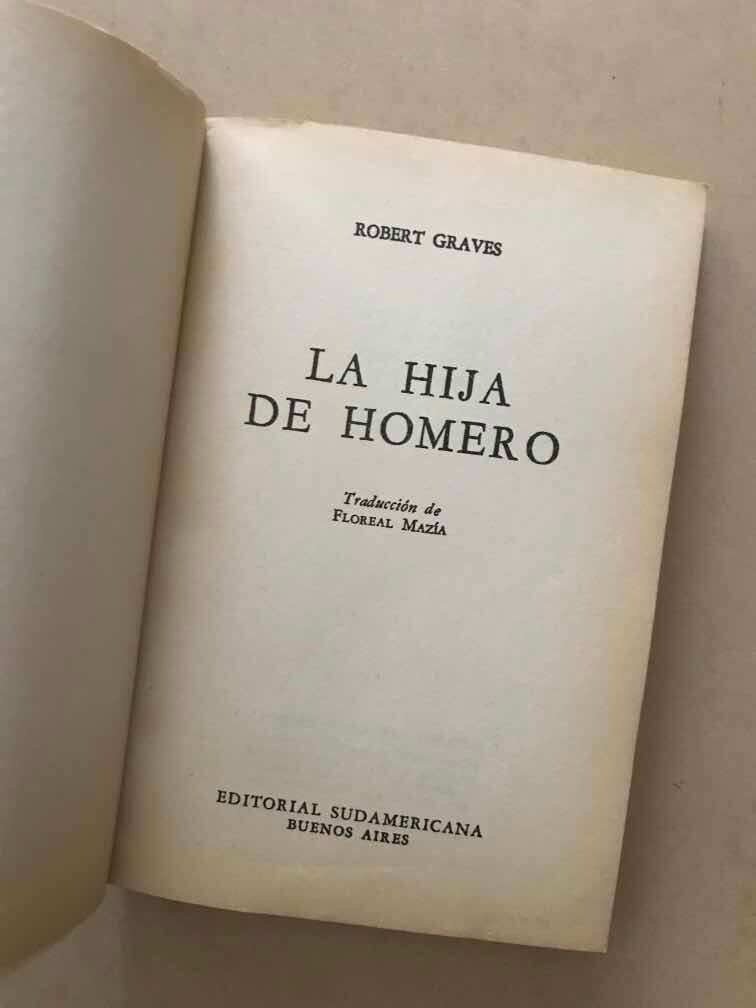 ROBERT GRAVES
LA HIJA
DE HOMERO
Traducción de
FLOREAL MAZÍA
EDITORIAL SUDAMERICANA
BUENOS AIRES